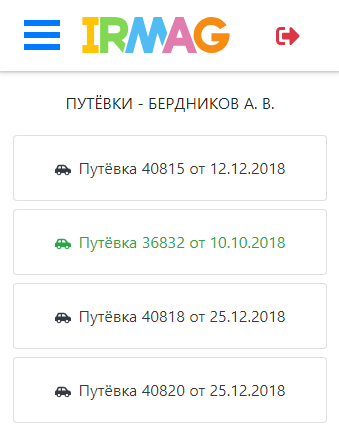 IRMAG
ПУТЁВКИ - БЕРДНИКОВ А. В.
Путёвка 40815 от 12.12.2018
Путёвка 36832 от 10.10.2018
Путёвка 40818 от 25.12.2018
Путёвка 40820 от 25.12.2018